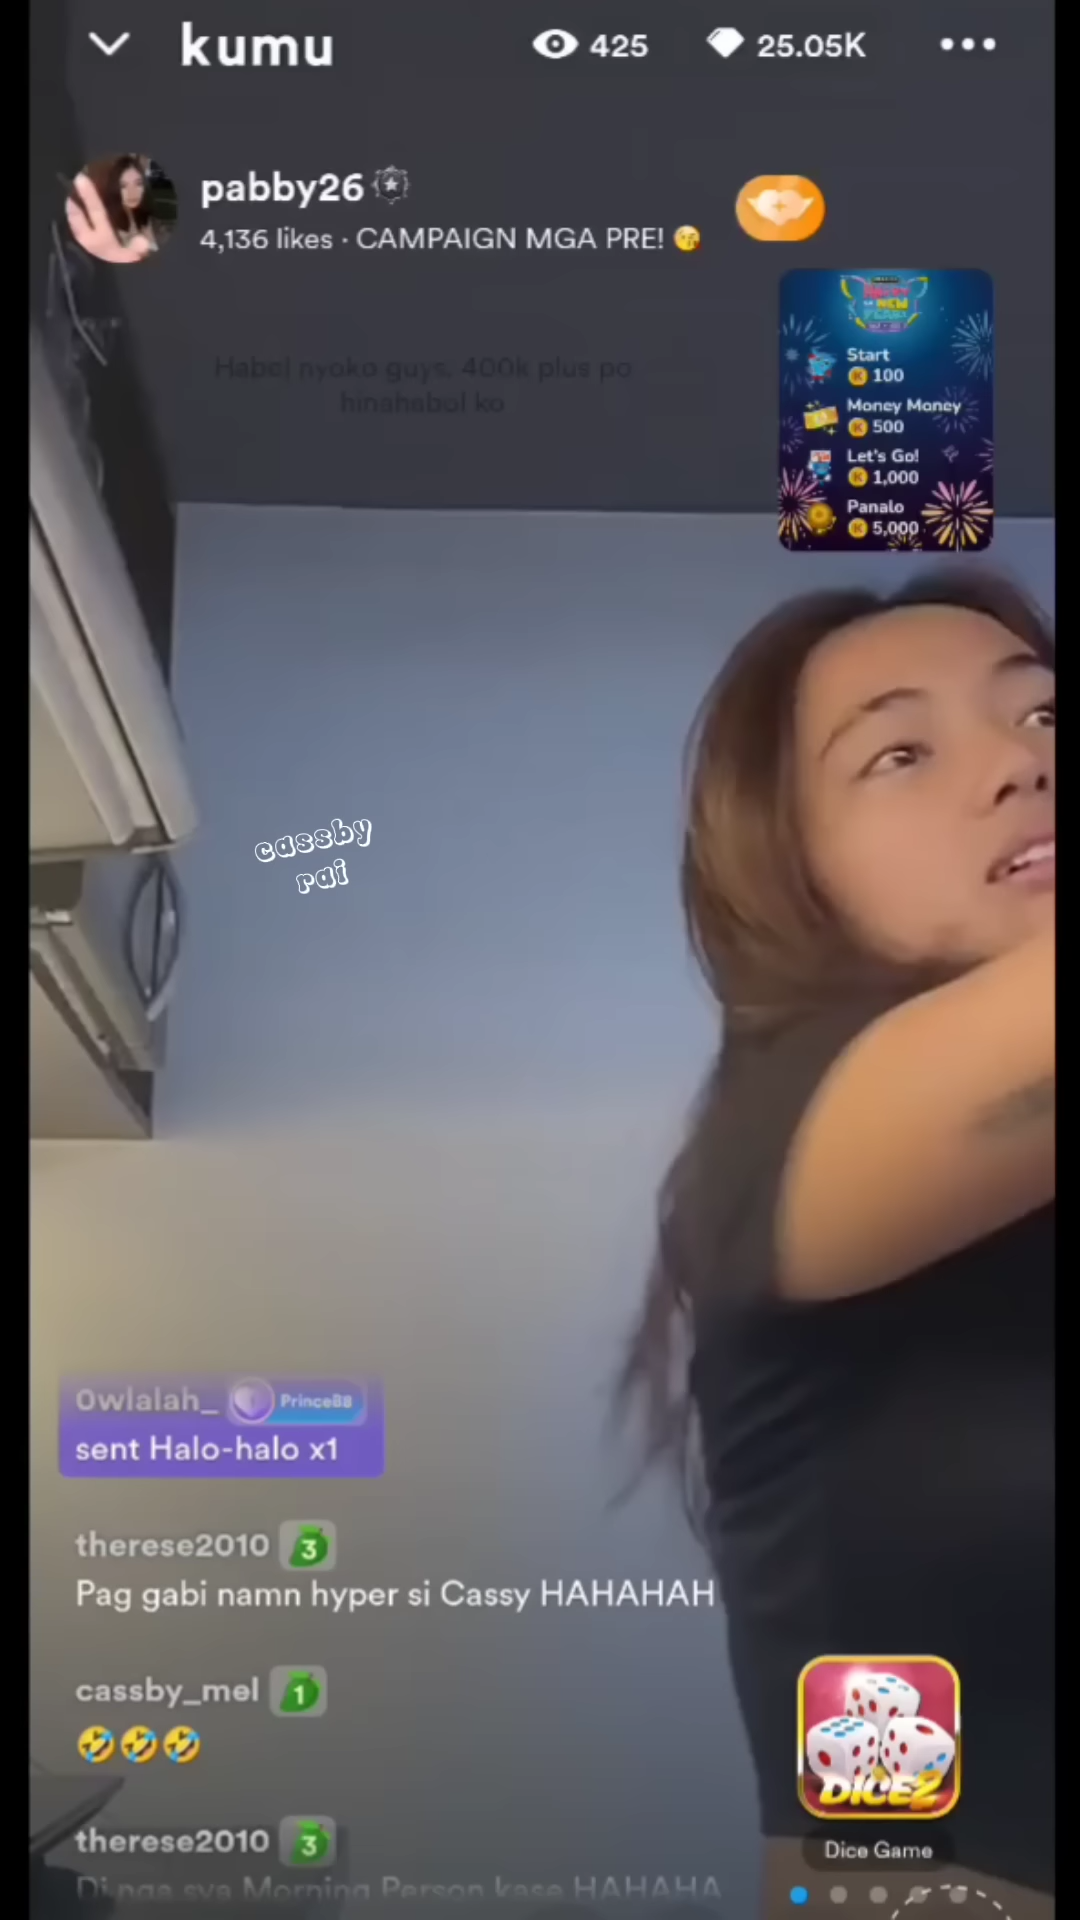 kumu 425 25.05K
pabby26
4,136 likes · CAMPAIGN MGA PRE! 😘
Habol nyoko guys. 400k plus po
hinahabol ko
NEW
Start
K 100
Money Money
K 500
Let's Go!
K 1,000
Panalo
K 5,000
cassby
rai
0wlalah_ Prince88
sent Halo-halo x1
therese2010 3
Pag gabi namn hyper si Cassy HAHAHAH
cassby_mel 1
🤣🤣🤣
therese2010 3
Di nga sya Morning Person kase HAHAHA
DICE2
Dice Game